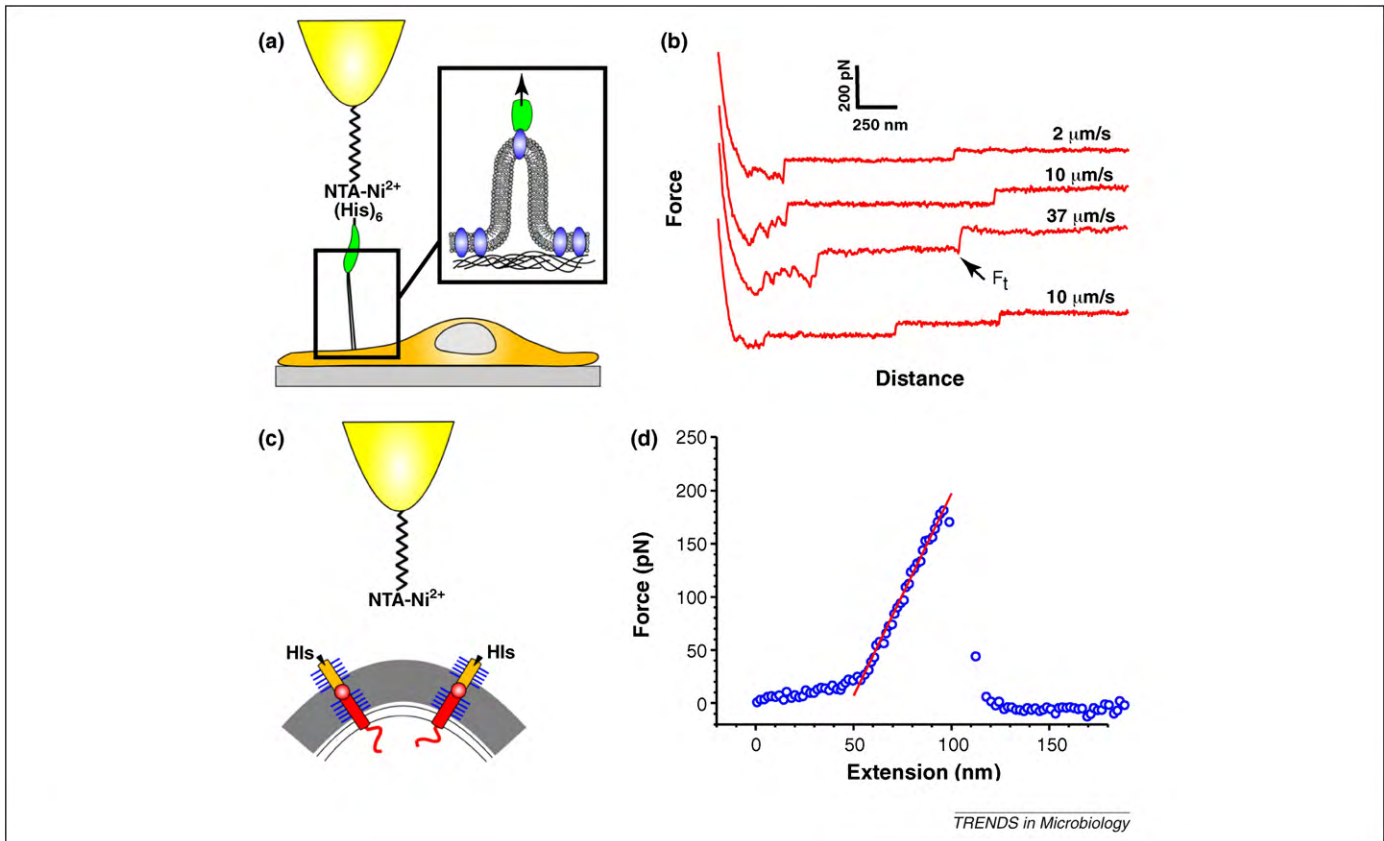 (a)
NTA-Ni²⁺
(His)₆
(b)
200 pN
250 nm
2 μm/s
10 μm/s
37 μm/s
Fₜ
10 μm/s
Force
Distance
(c)
NTA-Ni²⁺
HIs
HIs
(d)
250
200
150
100
50
0
Force (pN)
0
50
100
150
Extension (nm)
TRENDS in Microbiology